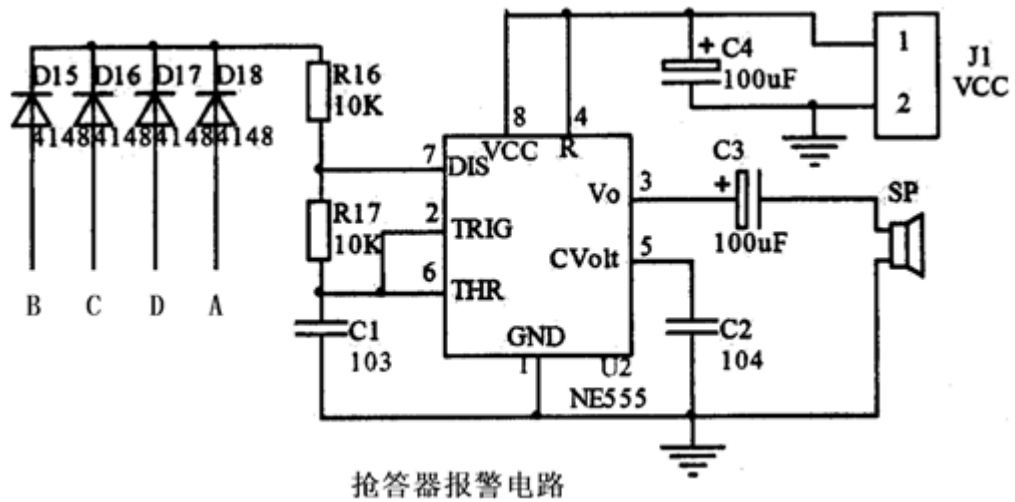 D15 D16 D17 D18
4148 4148 4148 4148
B C D A
R16
10K
R17
10K
C1
103
7 DIS
2 TRIG
6 THR
8 VCC
4 R
Vo 3
CVolt 5
GND
1
U2
NE555
+ C4
100uF
1
2
J1
VCC
C3
+
100uF
SP
C2
104
抢答器报警电路